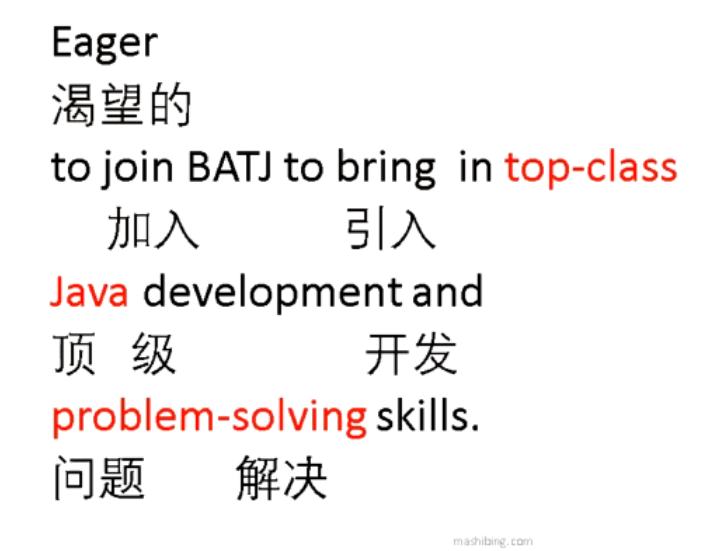 Eager
渴望的
to join BATJ to bring in top-class
加入 引入
Java development and
顶 级 开发
problem-solving skills.
问题 解决
mashibing.com